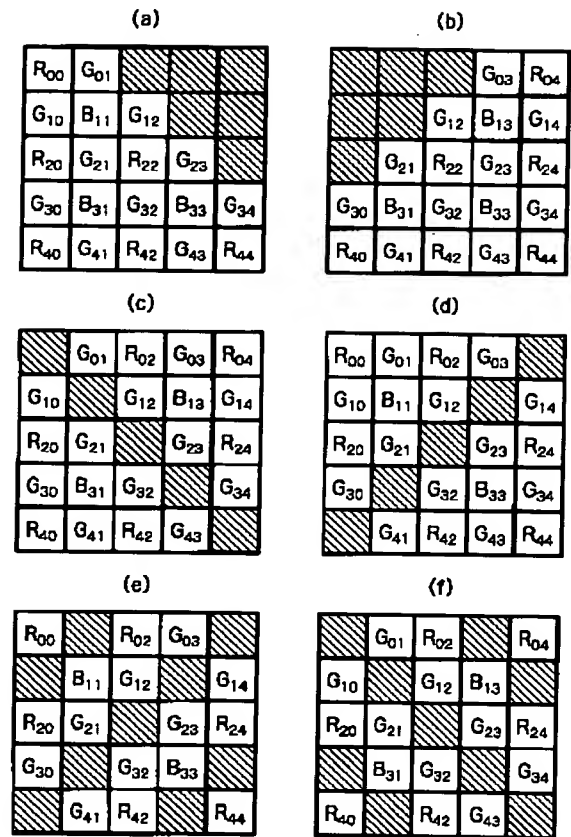 (a)
R00 G01
G10 B11 G12
R20 G21 R22 G23
G30 B31 G32 B33 G34
R40 G41 R42 G43 R44
(b)
G03 R04
G12 B13 G14
G21 R22 G23 R24
G30 B31 G32 B33 G34
R40 G41 R42 G43 R44
(c)
G01 R02 G03 R04
G10 G12 B13 G14
R20 G21 G23 R24
G30 B31 G32 G34
R40 G41 R42 G43
(d)
R00 G01 R02 G03
G10 B11 G12 G14
R20 G21 G23 R24
G30 G32 B33 G34
G41 R42 G43 R44
(e)
R00 R02 G03
B11 G12 G14
R20 G21 G23 R24
G30 G32 B33
G41 R42 R44
(f)
G01 R02 R04
G10 G12 B13
R20 G21 G23 R24
B31 G32 G34
R40 R42 G43